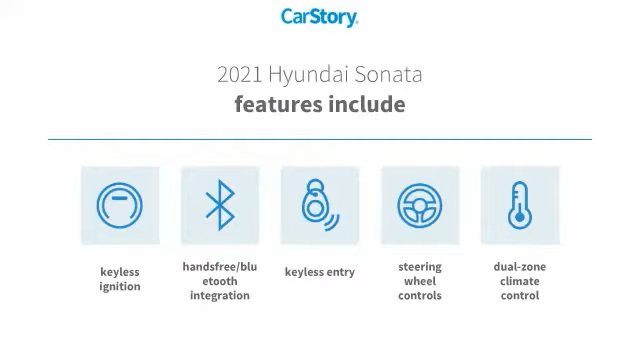 CarStory
2021 Hyundai Sonata
features include
keyless
ignition
handsfree/blu
etooth
integration
keyless entry
steering
wheel
controls
dual-zone
climate
control